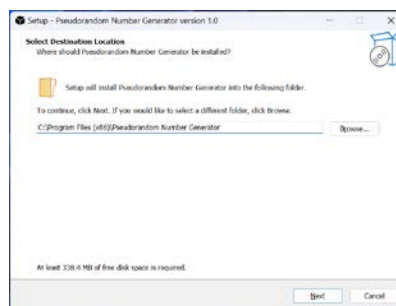 Setup - Pseudorandom Number Generator version 1.0
Select Destination Location
Where should Pseudorandom Number Generator be installed?
Setup will install Pseudorandom Number Generator into the following folder.
To continue, click Next. If you would like to select a different folder, click Browse.
C:\Program Files (x86)\Pseudorandom Number Generator
Browse...
At least 338.4 MB of free disk space is required.
Next
Cancel